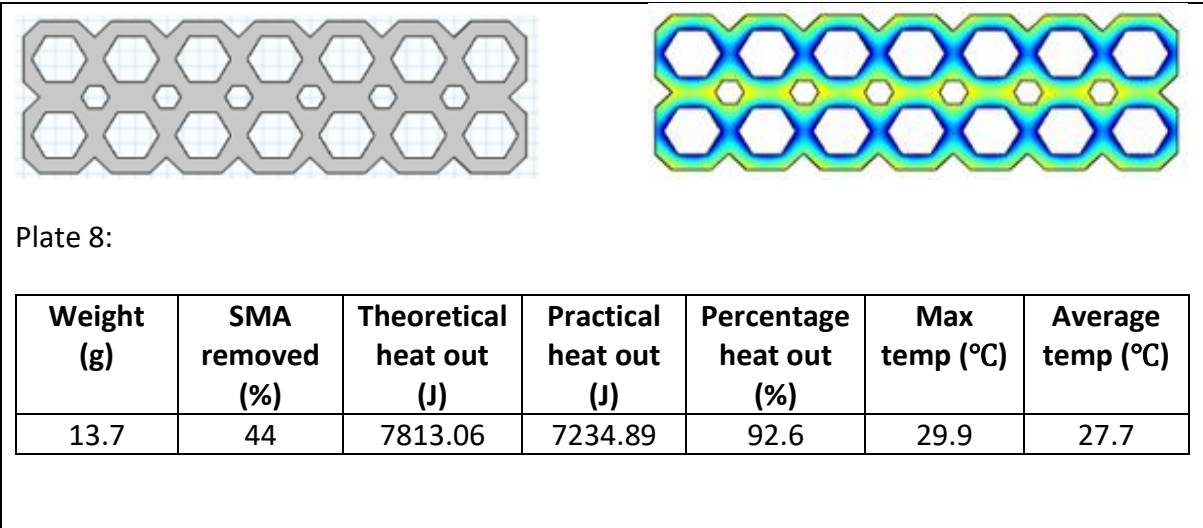 Plate 8:
Weight (g) SMA removed (%) Theoretical heat out (J) Practical heat out (J) Percentage heat out (%) Max temp (°C) Average temp (°C)
13.7 44 7813.06 7234.89 92.6 29.9 27.7